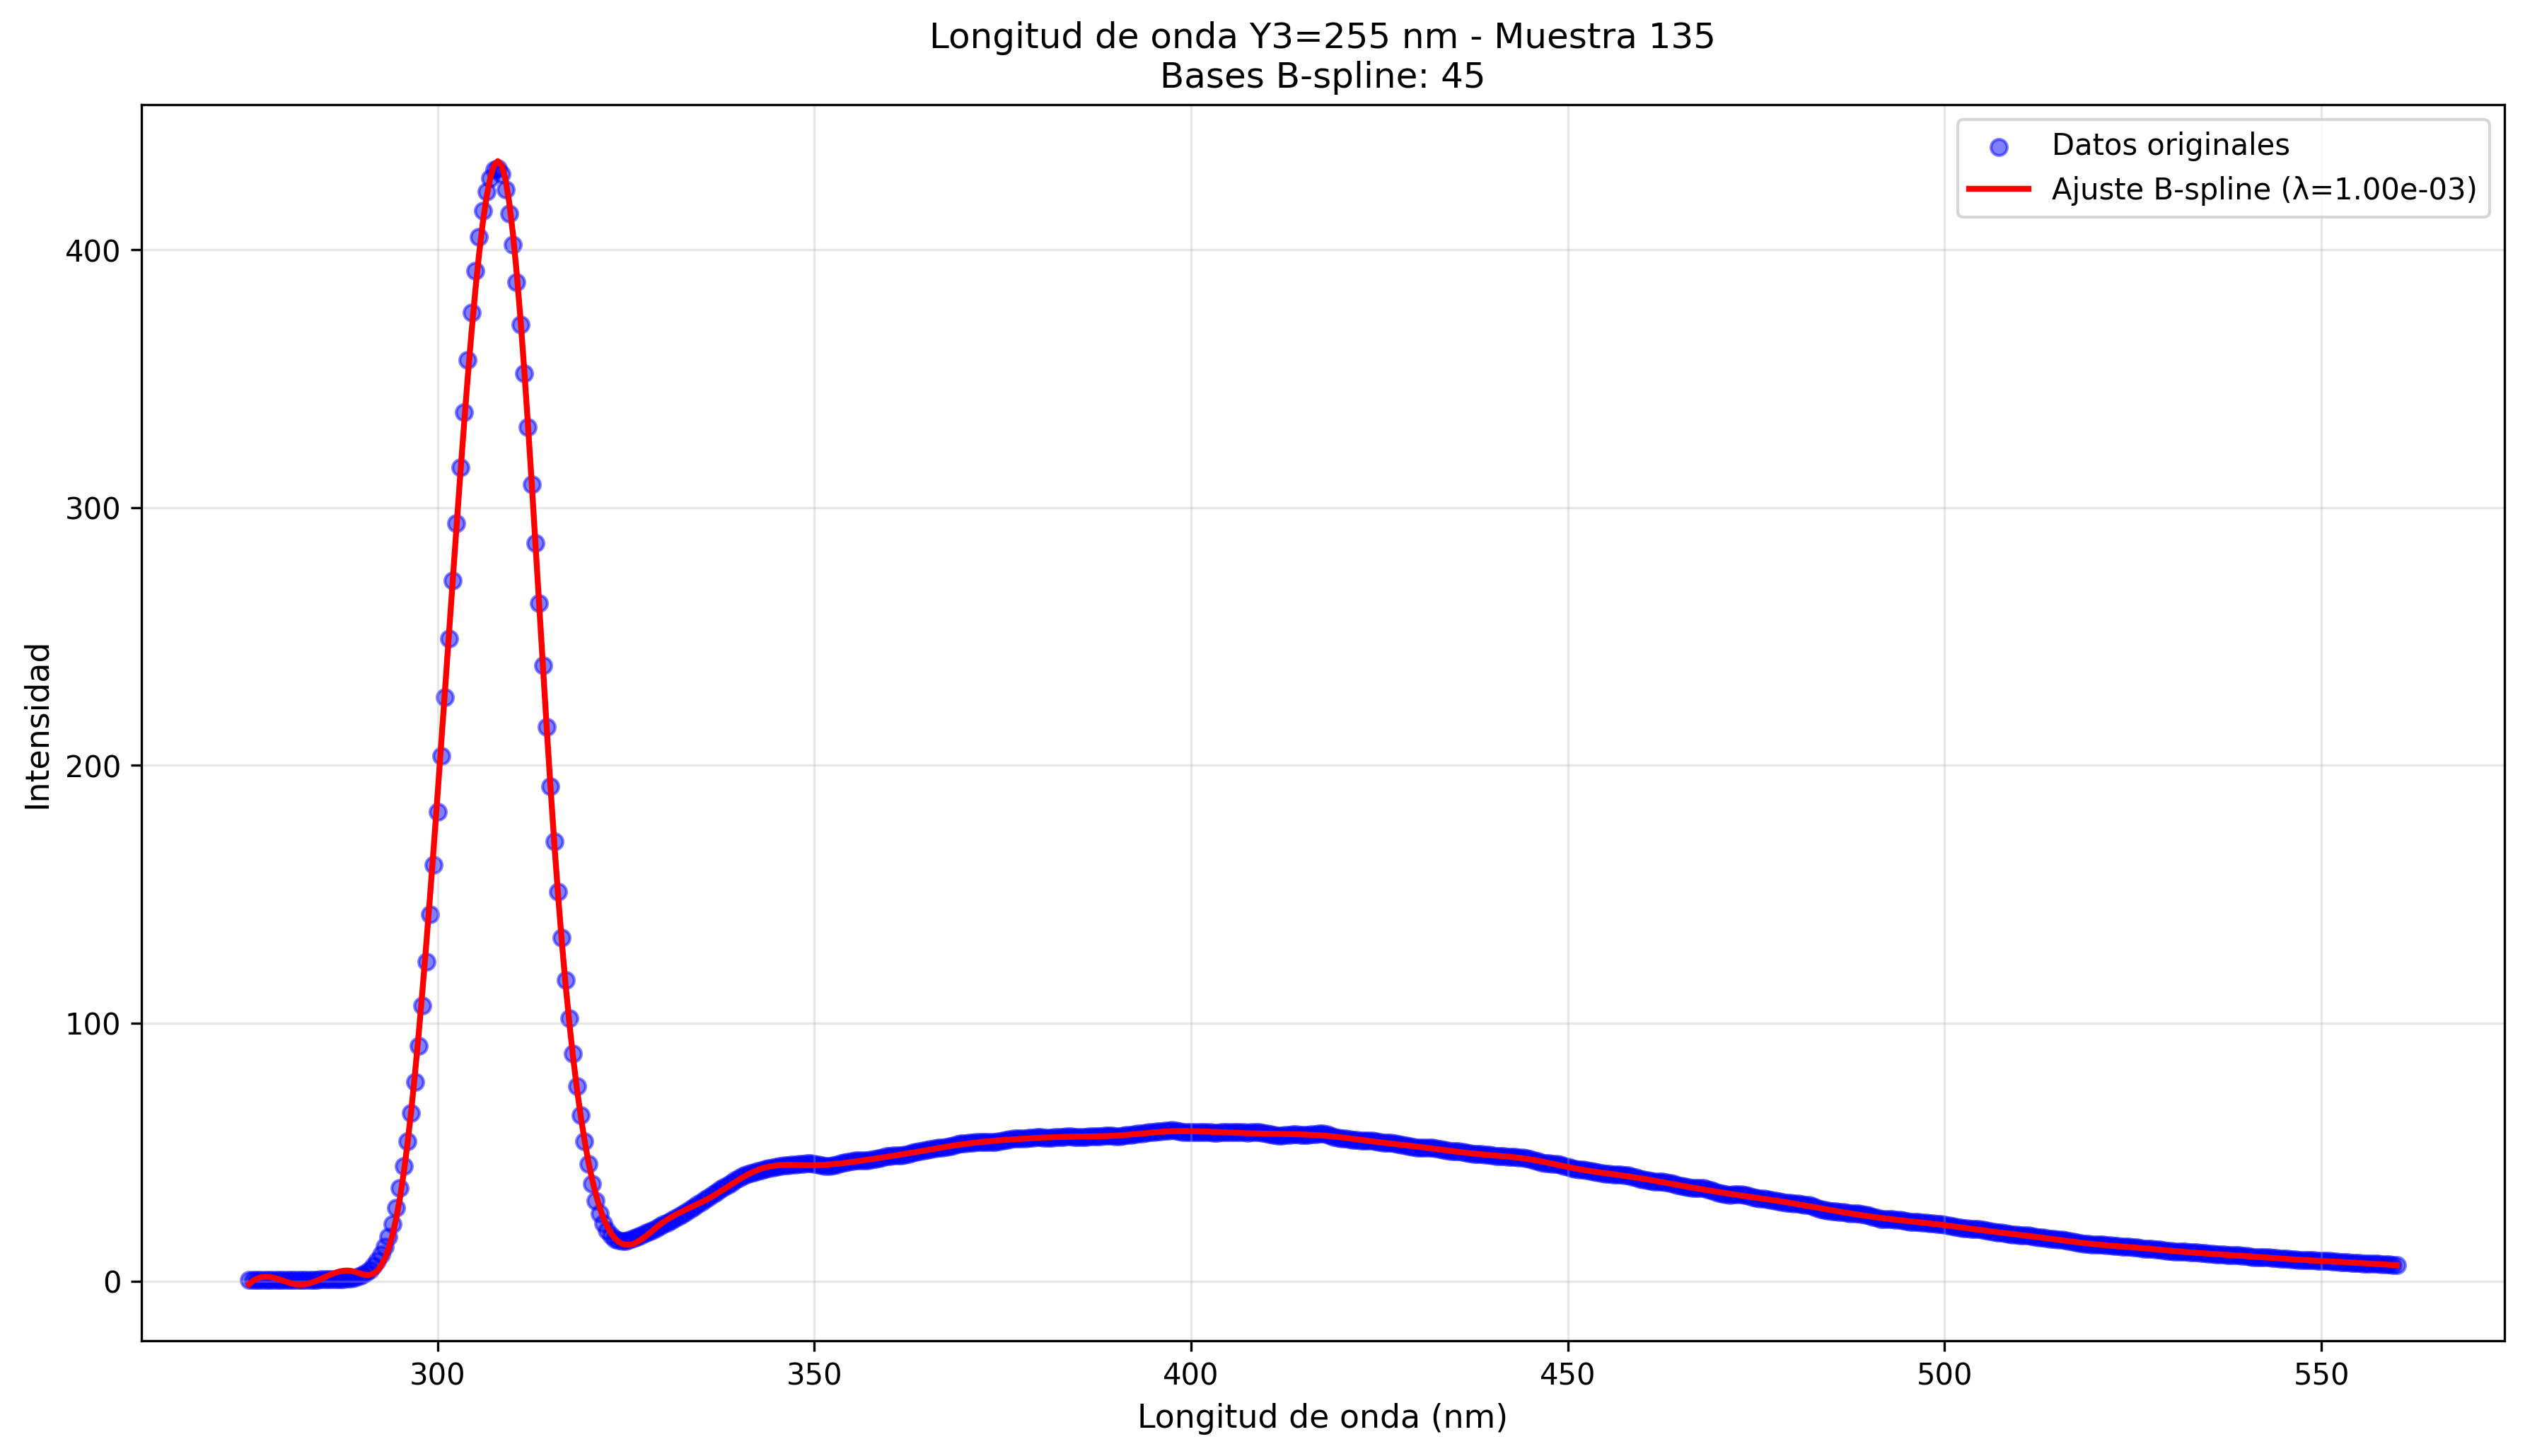 Longitud de onda Y3=255 nm - Muestra 135
Bases B-spline: 45
Datos originales
Ajuste B-spline (λ=1.00e-03)
Intensidad
400
300
200
100
0
300 350 400 450 500 550
Longitud de onda (nm)